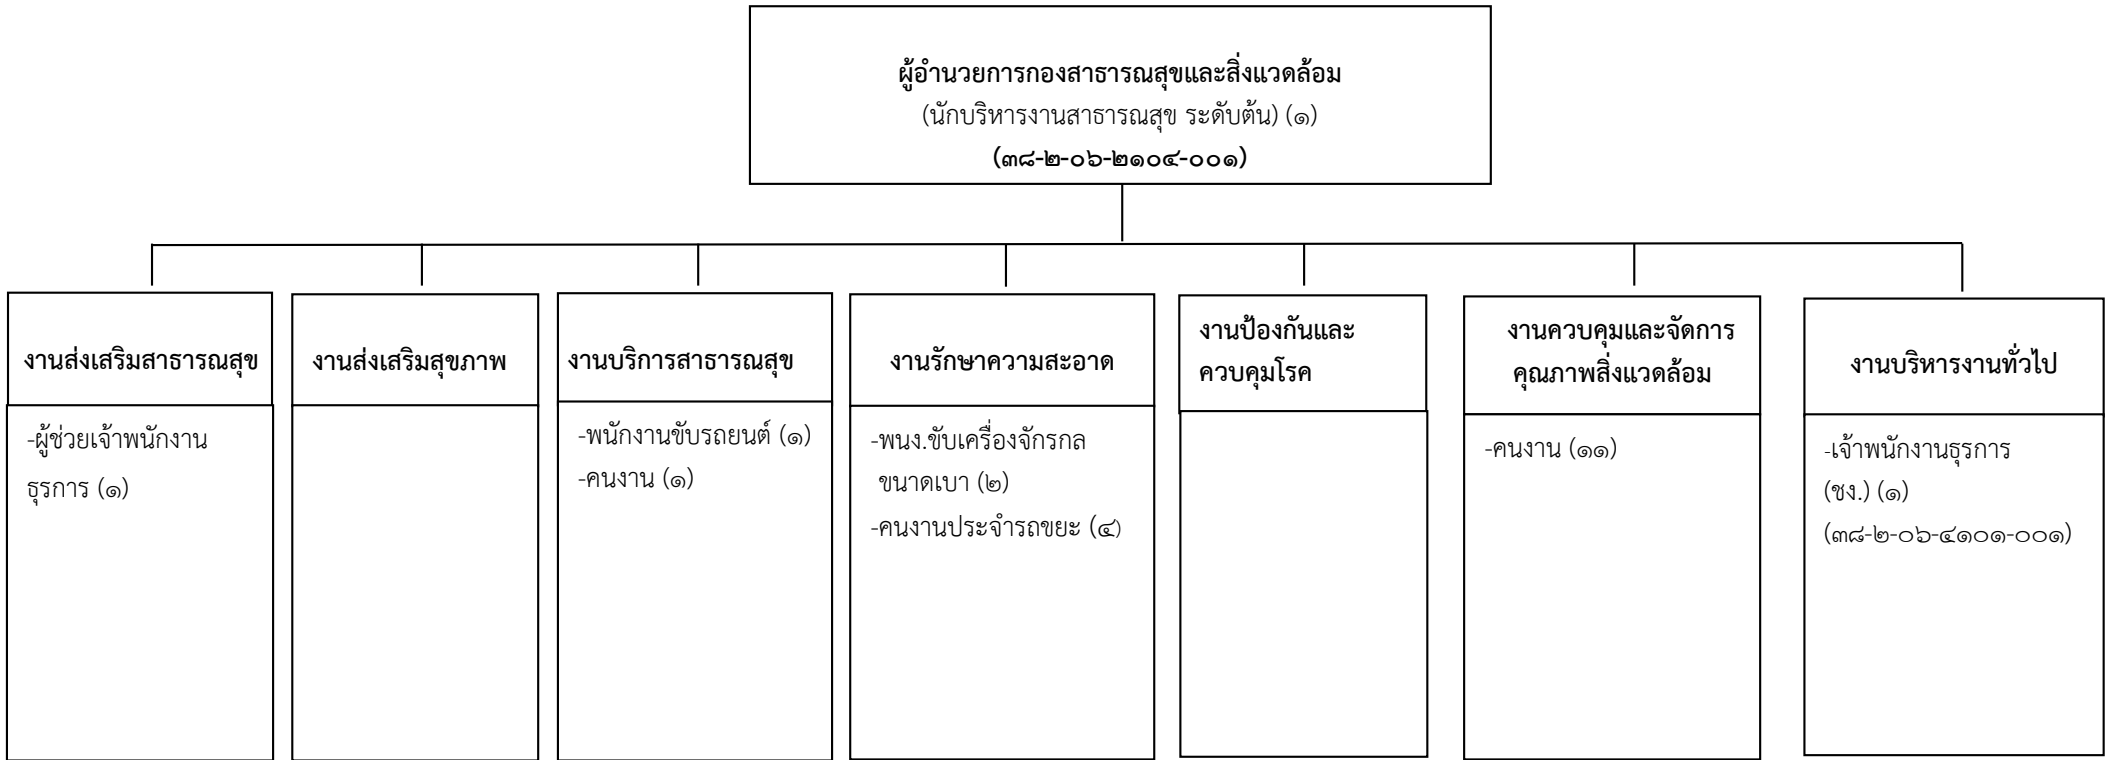 ผู้อำนวยการกองสาธารณสุขและสิ่งแวดล้อม
(นักบริหารงานสาธารณสุข ระดับต้น) (๑)
(๓๘-๒-๐๖-๒๑๐๔-๐๐๑)
งานส่งเสริมสาธารณสุข
-ผู้ช่วยเจ้าพนักงาน
ธุรการ (๑)
งานส่งเสริมสุขภาพ
งานบริการสาธารณสุข
-พนักงานขับรถยนต์ (๑)
-คนงาน (๑)
งานรักษาความสะอาด
-พนง.ขับเครื่องจักรกล
ขนาดเบา (๒)
-คนงานประจำรถขยะ (๔)
งานป้องกันและ
ควบคุมโรค
งานควบคุมและจัดการ
คุณภาพสิ่งแวดล้อม
-คนงาน (๑๑)
งานบริหารงานทั่วไป
-เจ้าพนักงานธุรการ
(ชง.) (๑)
(๓๘-๒-๐๖-๔๑๐๑-๐๐๑)